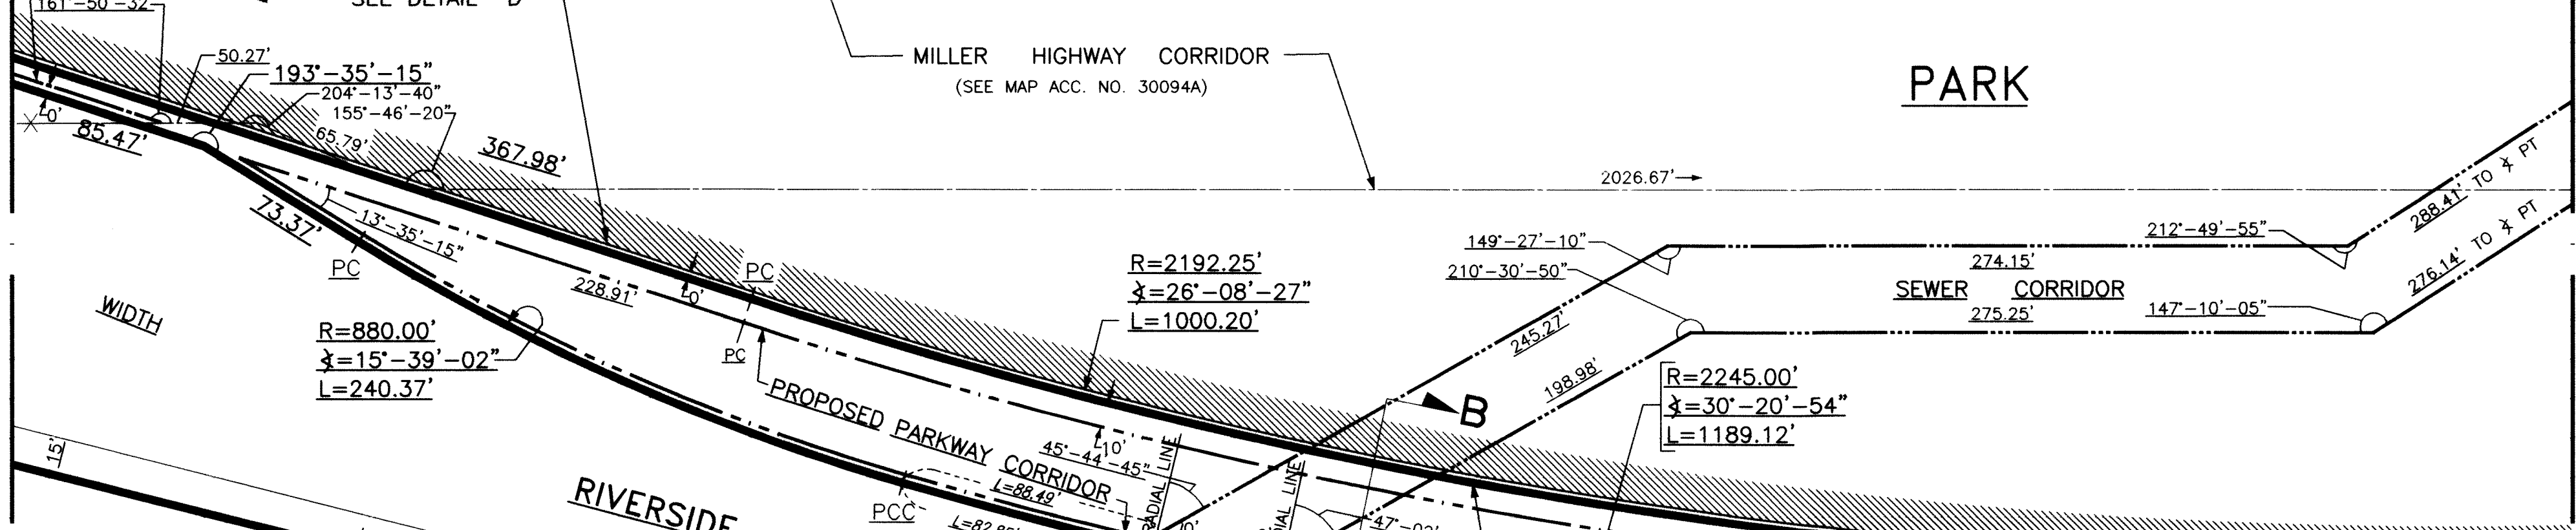 161°-50'-32"
SEE DETAIL "D"
50.27'
193°-35'-15"
204°-13'-40"
155°-46'-20"
85.47'
65.79'
367.98'
MILLER HIGHWAY CORRIDOR
(SEE MAP ACC. NO. 30094A)
PARK
2026.67'
73.37'
13°-35'-15"
PC
228.91'
PC
PC
WIDTH
R=880.00'
∡=15°-39'-02"
L=240.37'
R=2192.25'
∡=26°-08'-27"
L=1000.20'
149°-27'-10"
210°-30'-50"
274.15'
SEWER CORRIDOR
275.25'
212°-49'-55"
147°-10'-05"
288.41' TO ∡ PT
276.14' TO ∡ PT
245.27'
198.98'
B
R=2245.00'
∡=30°-20'-54"
L=1189.12'
PROPOSED PARKWAY CORRIDOR
10'
45°-44'-45"
L=88.49'
RADIAL LINE
LINE
15'
RIVERSIDE
PCC